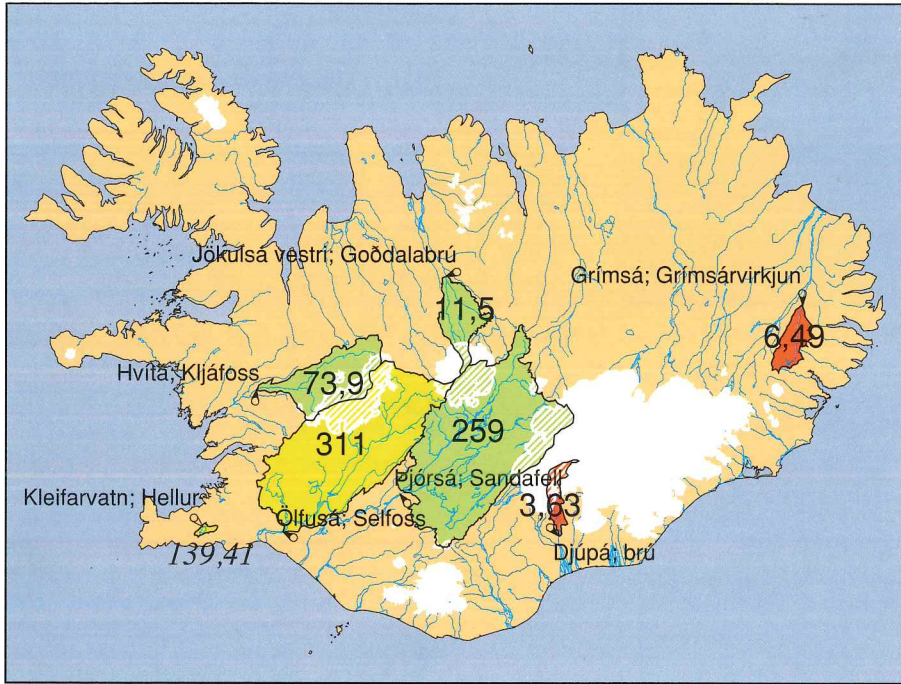 Jökulsá vestri; Goðdalabrú
Grímsá; Grímsárvirkjun
11,5
6,49
Hvítá; Kljáfoss
73,9
311
259
Þjórsá; Sandafell
Kleifarvatn; Hellur
Ölfusá; Selfoss
3,63
139,41
Djúpá; brú